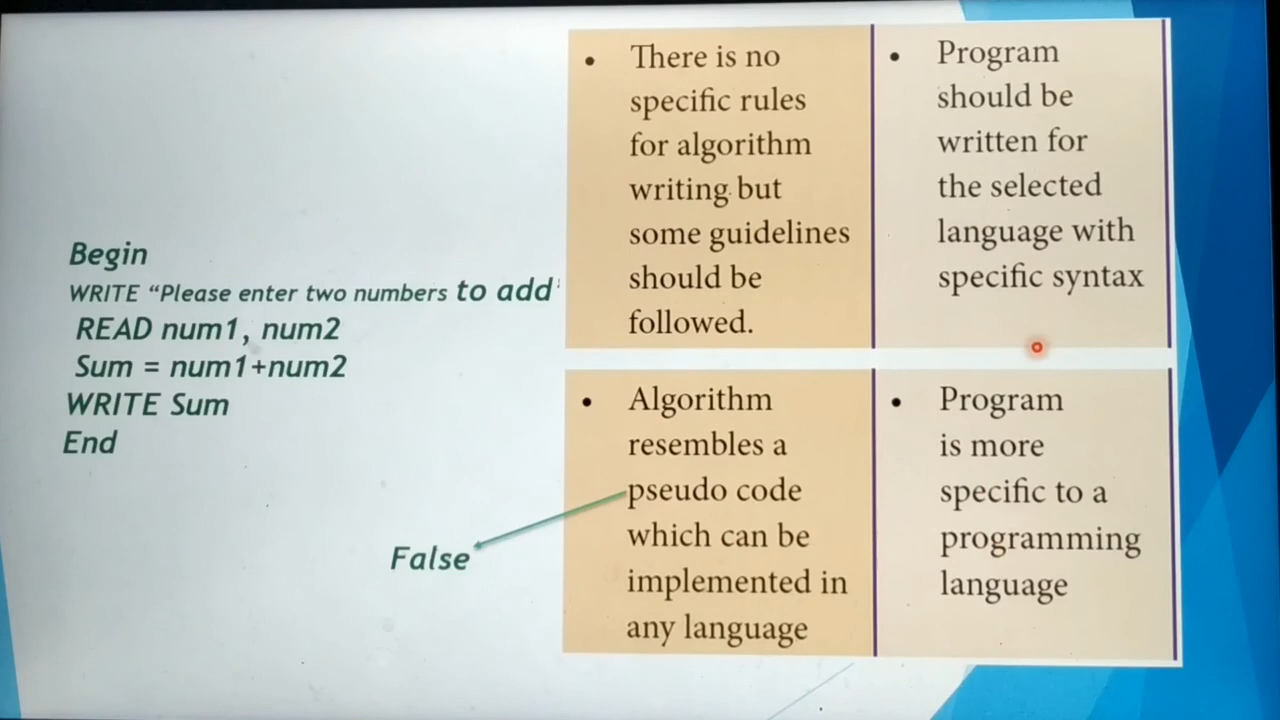 Begin
WRITE “Please enter two numbers to add'
READ num1, num2
Sum = num1+num2
WRITE Sum
End
False
• There is no
specific rules
for algorithm
writing but
some guidelines
should be
followed.
• Program
should be
written for
the selected
language with
specific syntax
• Algorithm
resembles a
pseudo code
which can be
implemented in
any language
• Program
is more
specific to a
programming
language